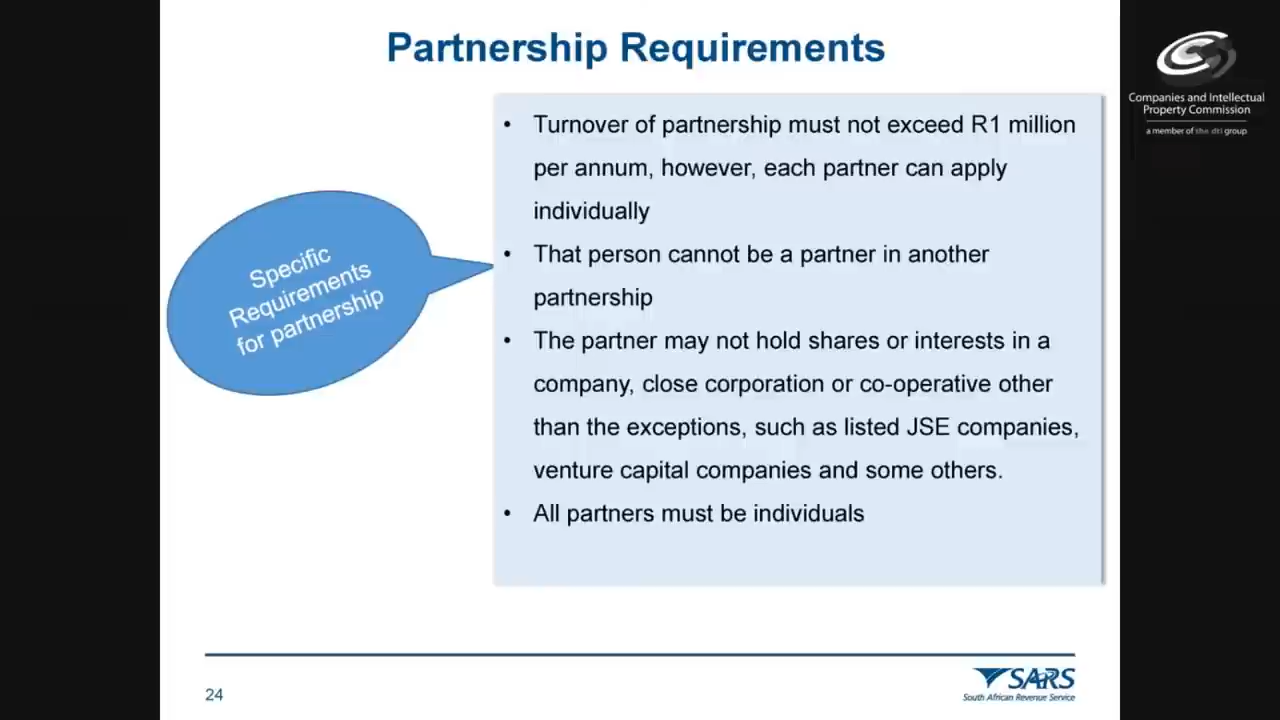 Partnership Requirements
Companies and Intellectual
Property Commission
a member of the dti group
Specific
Requirements
for partnership
• Turnover of partnership must not exceed R1 million
per annum, however, each partner can apply
individually
• That person cannot be a partner in another
partnership
• The partner may not hold shares or interests in a
company, close corporation or co-operative other
than the exceptions, such as listed JSE companies,
venture capital companies and some others.
• All partners must be individuals
24
SARS
South African Revenue Service